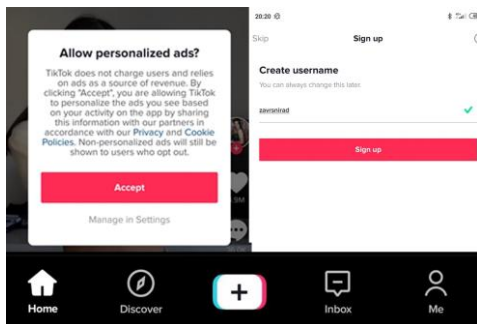 Allow personalized ads?
TikTok does not charge users and relies
on ads as a source of revenue. By
clicking "Accept", you are allowing TikTok
to personalize the ads you see based
on your activity on the app by sharing
this information with our partners in
accordance with our Privacy and Cookie
Policies. Non-personalized ads will still be
shown to users who opt out.
Accept
Manage in Settings
20:20
Skip
Sign up
Create username
You can always change this later.
zavrsnirad
Sign up
Home
Discover
Inbox
Me